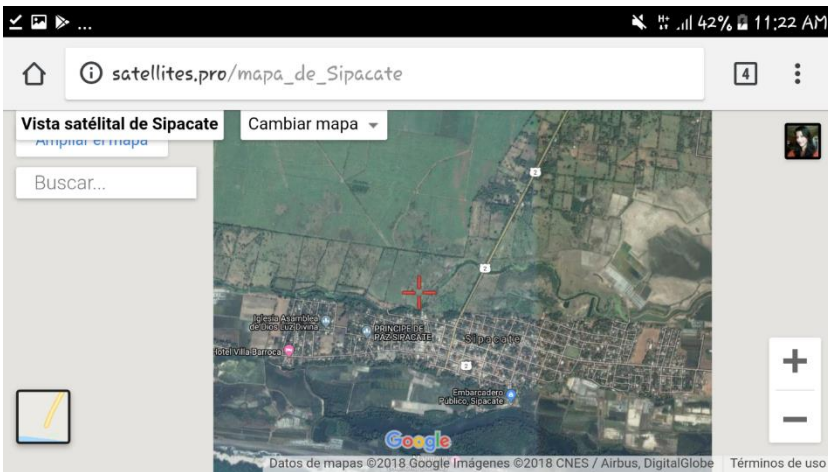 ... H+ 42% 11:22 AM
satellites.pro/mapa_de_Sipacate 4
Vista satélital de Sipacate Cambiar mapa
Ampliar el mapa
Buscar...
2
2
Iglesia Asamblea
de Dios Luz Divina
PRINCIPE DE
PAZ SIPACATE
Sipacate
Hotel Villa Barroca
2
Embarcadero
Público, Sipacate
+
−
Google
Datos de mapas ©2018 Google Imágenes ©2018 CNES / Airbus, DigitalGlobe Términos de uso